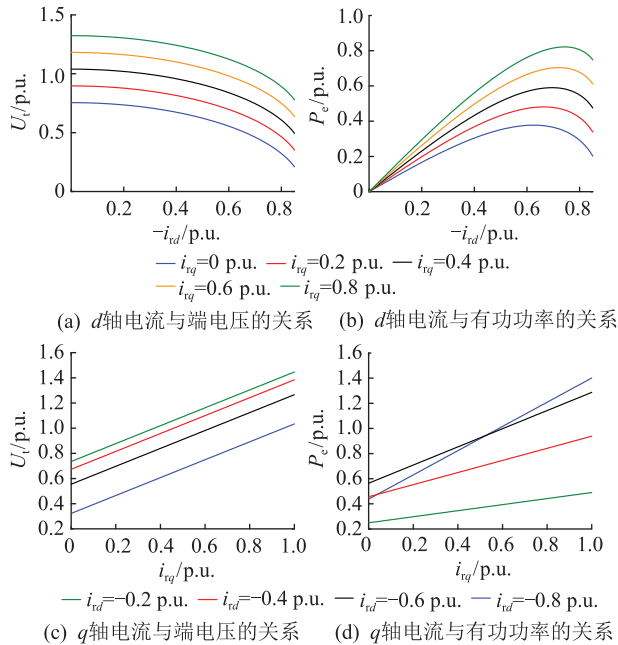 1.5
1.0
0.5
0
U_t/p.u.
0.2 0.4 0.6 0.8
−i_rd/p.u.
1.0
0.8
0.6
0.4
0.2
0
P_e/p.u.
0.2 0.4 0.6 0.8
−i_rd/p.u.
i_rq=0 p.u. i_rq=0.2 p.u. i_rq=0.4 p.u.
i_rq=0.6 p.u. i_rq=0.8 p.u.
(a) d轴电流与端电压的关系
(b) d轴电流与有功功率的关系
1.6
1.4
1.2
1.0
0.8
0.6
0.4
0.2
U_t/p.u.
0 0.2 0.4 0.6 0.8 1.0
i_rq/p.u.
1.6
1.4
1.2
1.0
0.8
0.6
0.4
0.2
P_e/p.u.
0 0.2 0.4 0.6 0.8 1.0
i_rq/p.u.
i_rd=−0.2 p.u. i_rd=−0.4 p.u. i_rd=−0.6 p.u. i_rd=−0.8 p.u.
(c) q轴电流与端电压的关系
(d) q轴电流与有功功率的关系